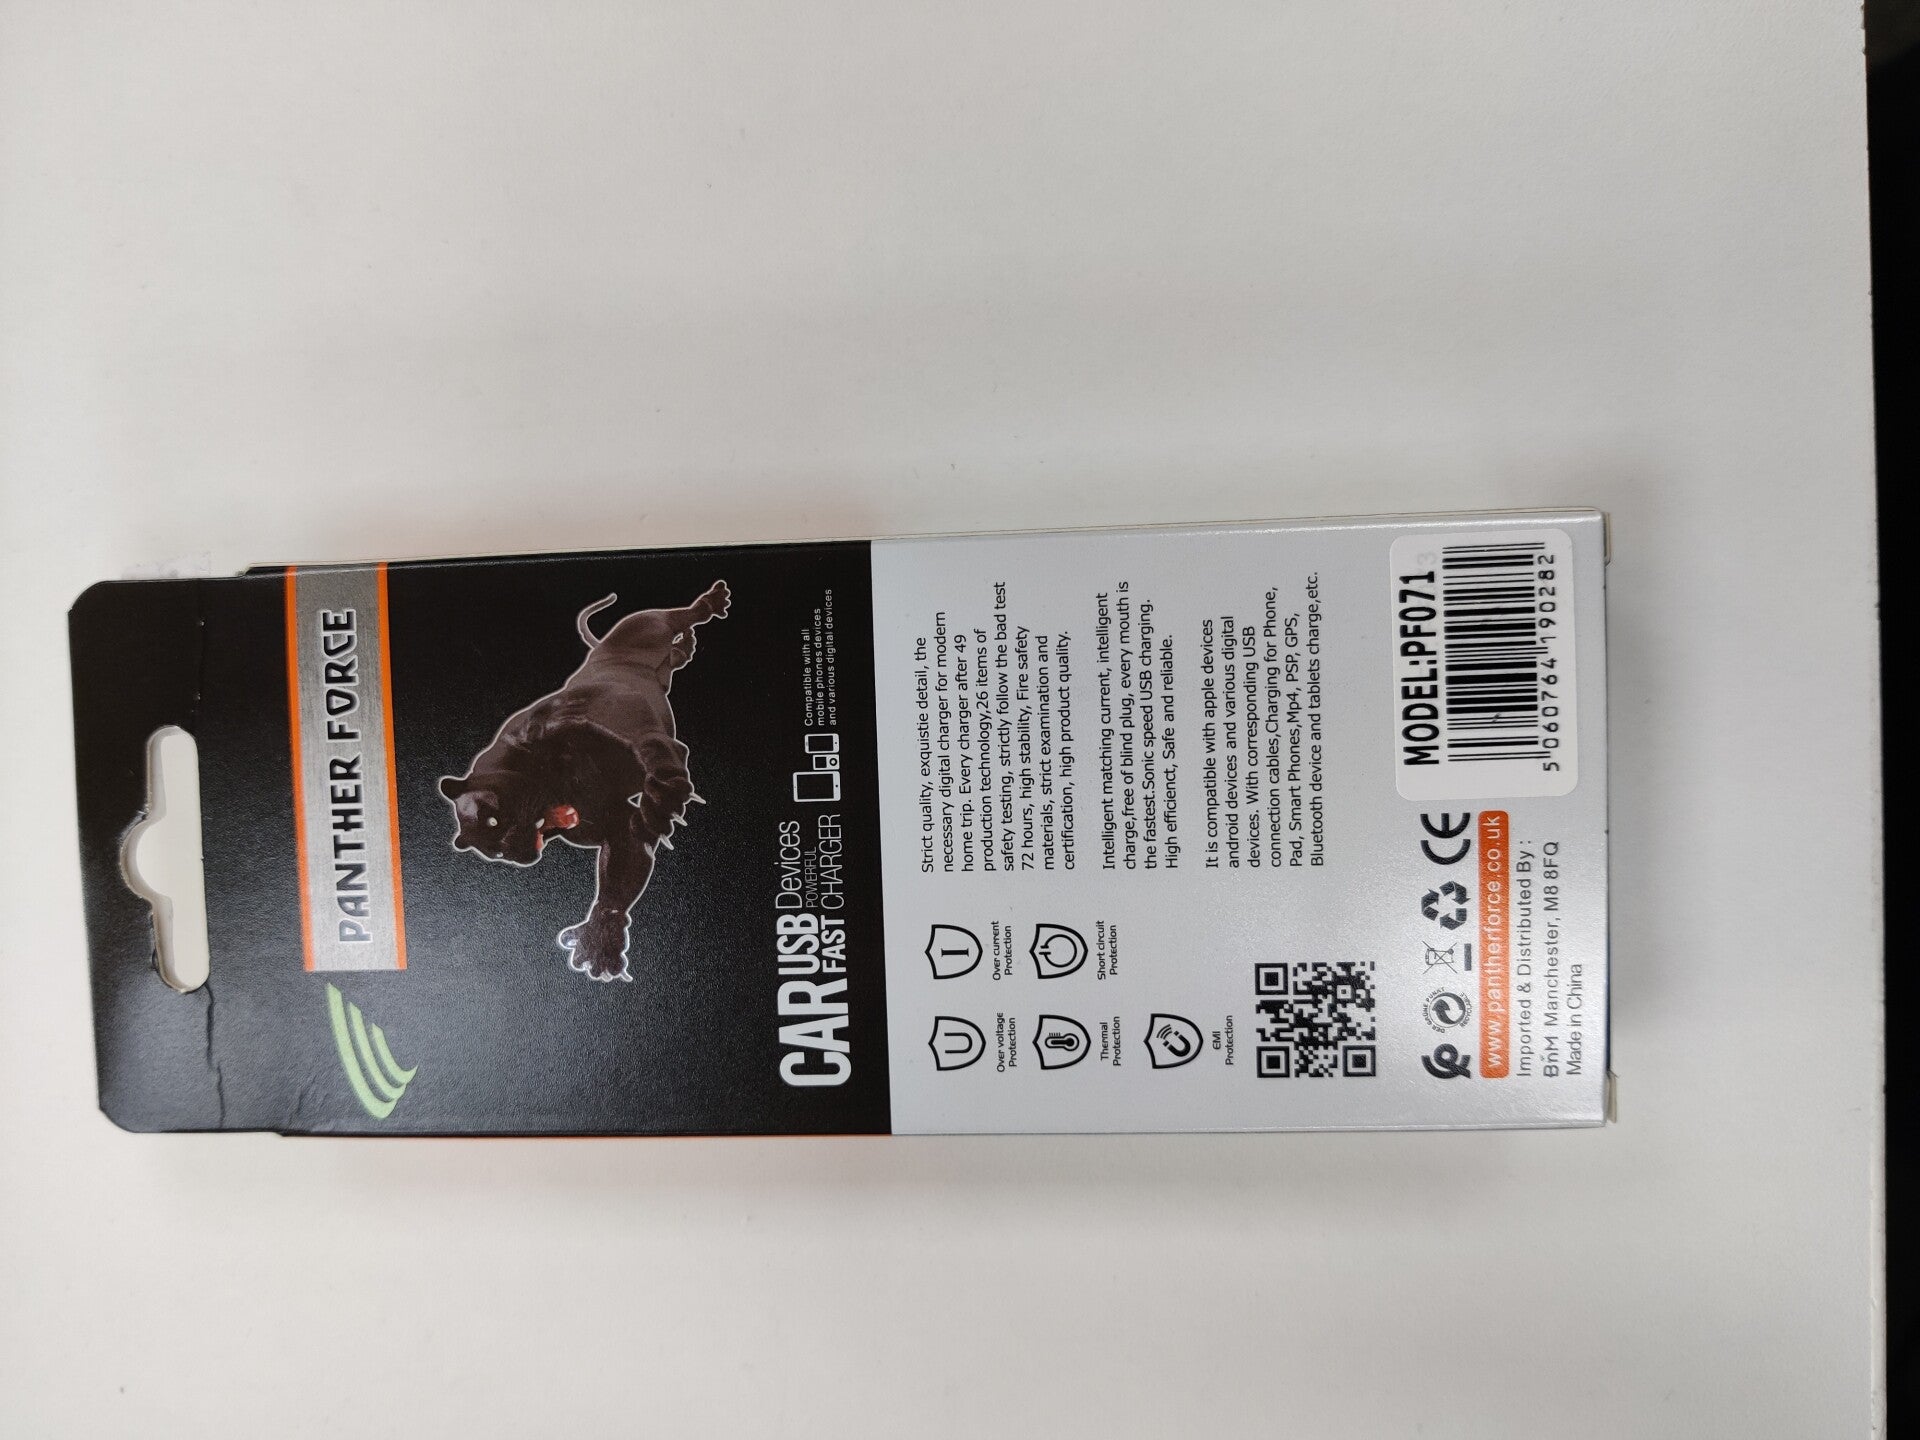 PANTHER FORCE
CAR USB Devices
POWERFUL
FAST CHARGER
Compatible with all
mobile phones devices
and various digital devices
Over voltage
Protection
Over current
Protection
Thermal
Protection
Short circuit
Protection
EMI
Protection
Strict quality, exquistie detail, the
necessary digital charger for modern
home trip. Every charger after 49
production technology,26 items of
safety testing, strictly follow the bad test
72 hours, high stability, Fire safety
materials, strict examination and
certification, high product quality.
Intelligent matching current, intelligent
charge,free of blind plug, every mouth is
the fastest.Sonic speed USB charging.
High efficienct, Safe and reliable.
It is compatible with apple devices
android devices and various digital
devices. With corresponding USB
connection cables,Charging for Phone,
Pad, Smart Phones,Mp4, PSP, GPS,
Bluetooth device and tablets charge,etc.
CE
www.pantherforce.co.uk
Imported & Distributed By :
BnM Manchester, M8 8FQ
Made in China
MODEL:PF071
5 060764 190282